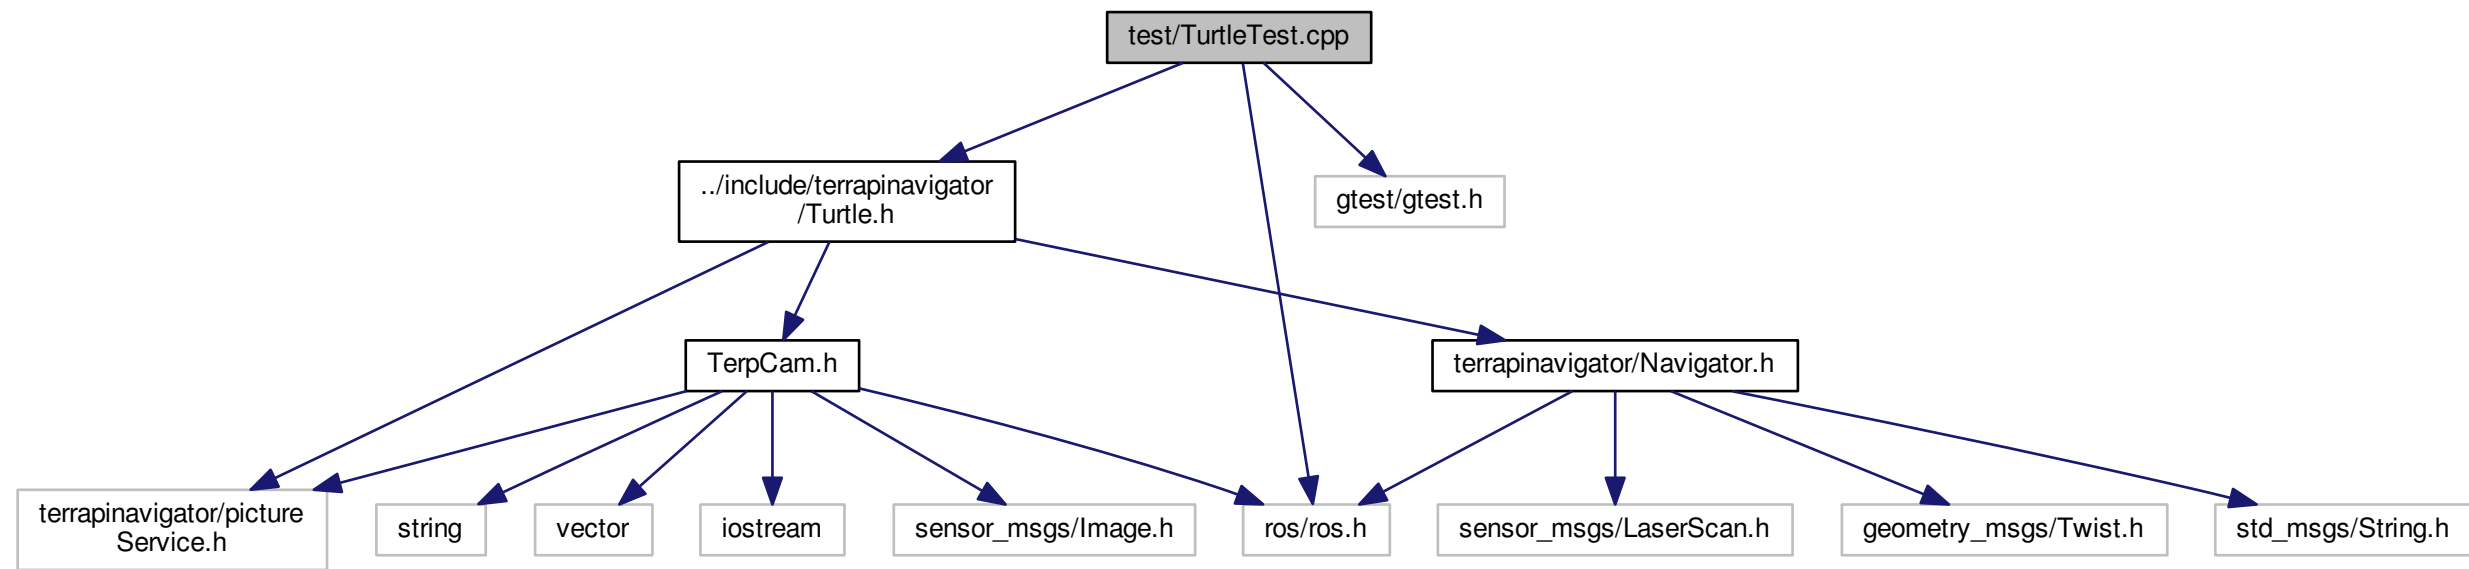 test/TurtleTest.cpp
../include/terrapinavigator
/Turtle.h
gtest/gtest.h
TerpCam.h
terrapinavigator/Navigator.h
terrapinavigator/picture
Service.h
string
vector
iostream
sensor_msgs/Image.h
ros/ros.h
sensor_msgs/LaserScan.h
geometry_msgs/Twist.h
std_msgs/String.h